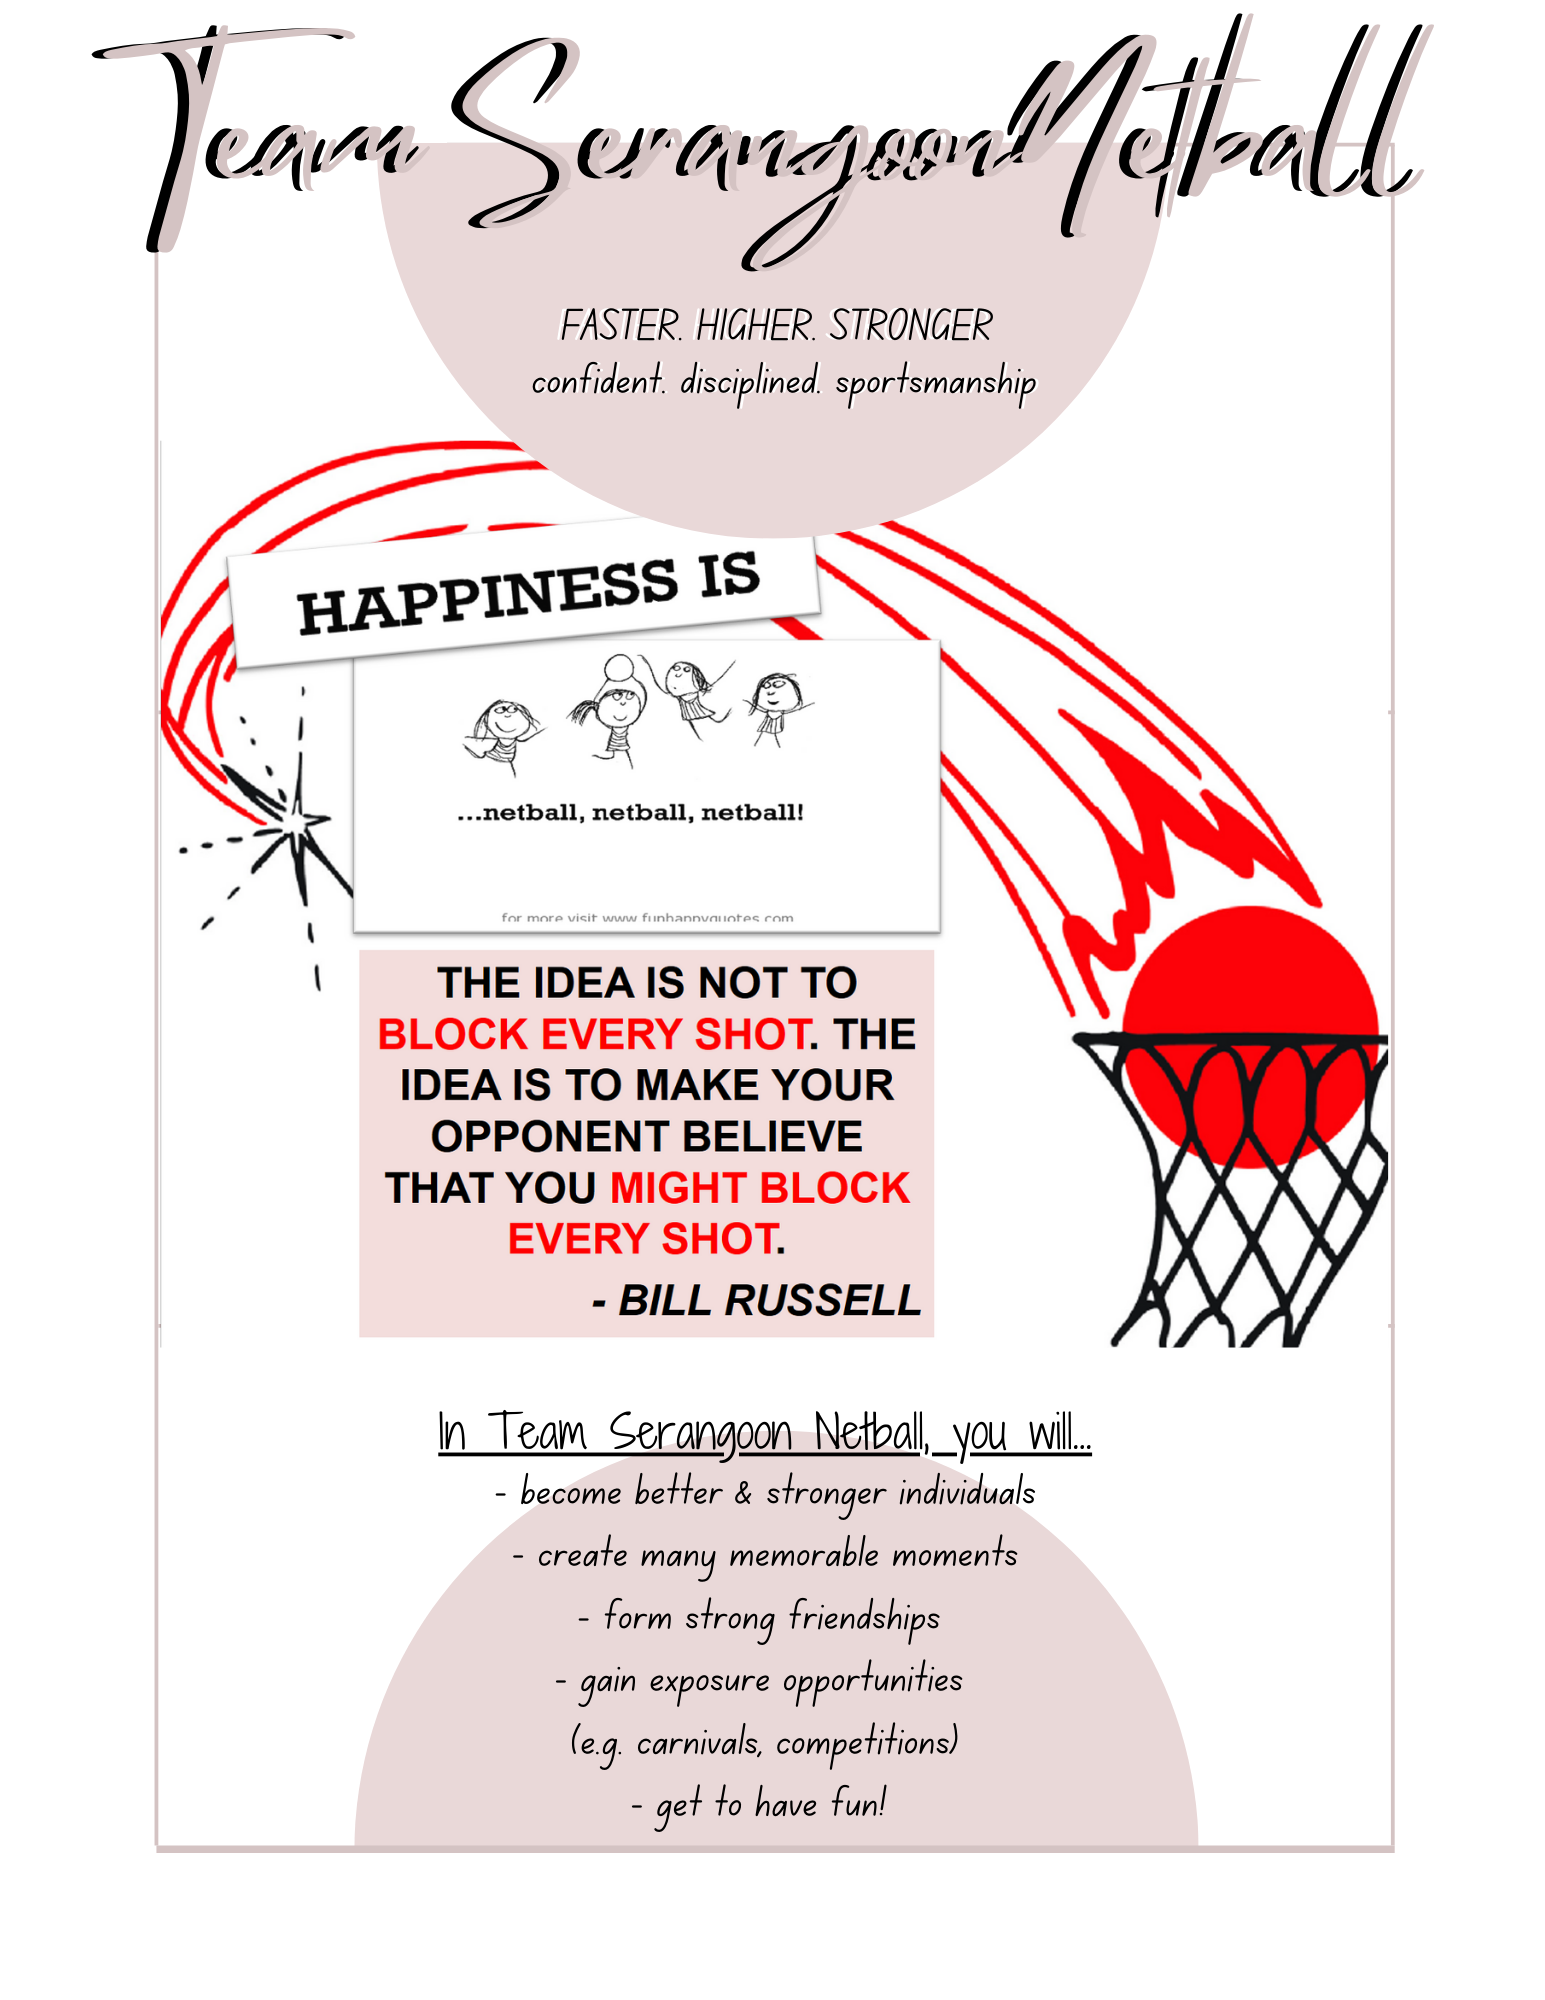 Team Serangoon Netball
FASTER. HIGHER. STRONGER
confident. disciplined. sportsmanship
HAPPINESS IS
...netball, netball, netball!
for more visit www.funhappyquotes.com
THE IDEA IS NOT TO
BLOCK EVERY SHOT. THE
IDEA IS TO MAKE YOUR
OPPONENT BELIEVE
THAT YOU MIGHT BLOCK
EVERY SHOT.
- BILL RUSSELL
In Team Serangoon Netball, you will...
- become better & stronger individuals
- create many memorable moments
- form strong friendships
- gain exposure opportunities
(e.g. carnivals, competitions)
- get to have fun!